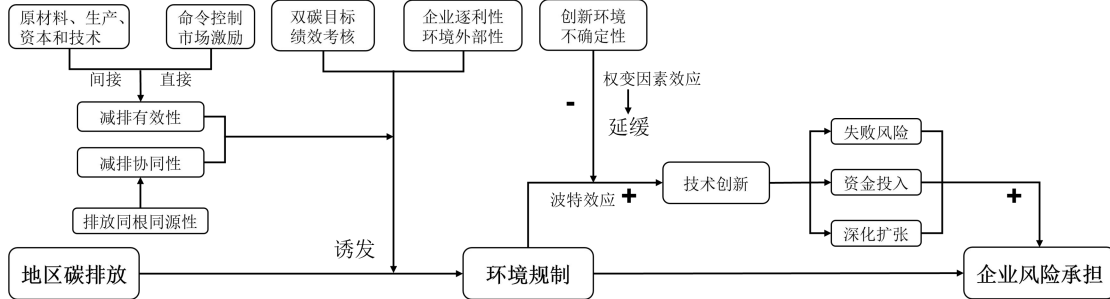 原材料、生产、
资本和技术
命令控制
市场激励
双碳目标
绩效考核
企业逐利性
环境外部性
创新环境
不确定性
间接
直接
权变因素效应
减排有效性
-
延缓
失败风险
减排协同性
技术创新
资金投入
波特效应
+
+
排放同根同源性
深化扩张
诱发
地区碳排放
环境规制
企业风险承担